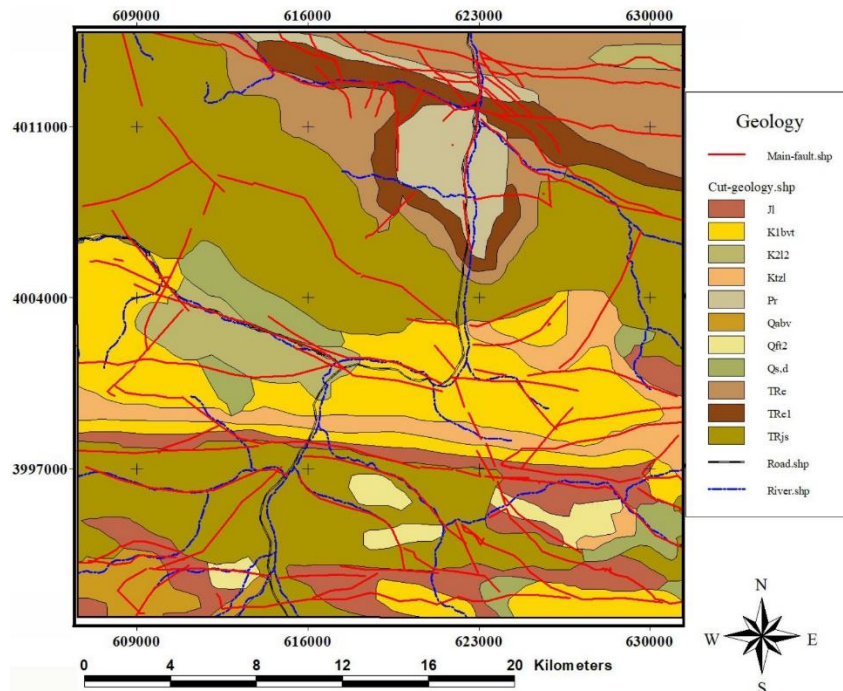 609000 616000 623000 630000
4011000
4004000
3997000
609000 616000 623000 630000
0 4 8 12 16 20 Kilometers
Geology
Main-fault.shp
Cut-geology.shp
Jl
K1bvt
K2l2
Ktzl
Pr
Qabv
Qft2
Qs,d
TRe
TRe1
TRjs
Road.shp
River.shp
N
W E
S